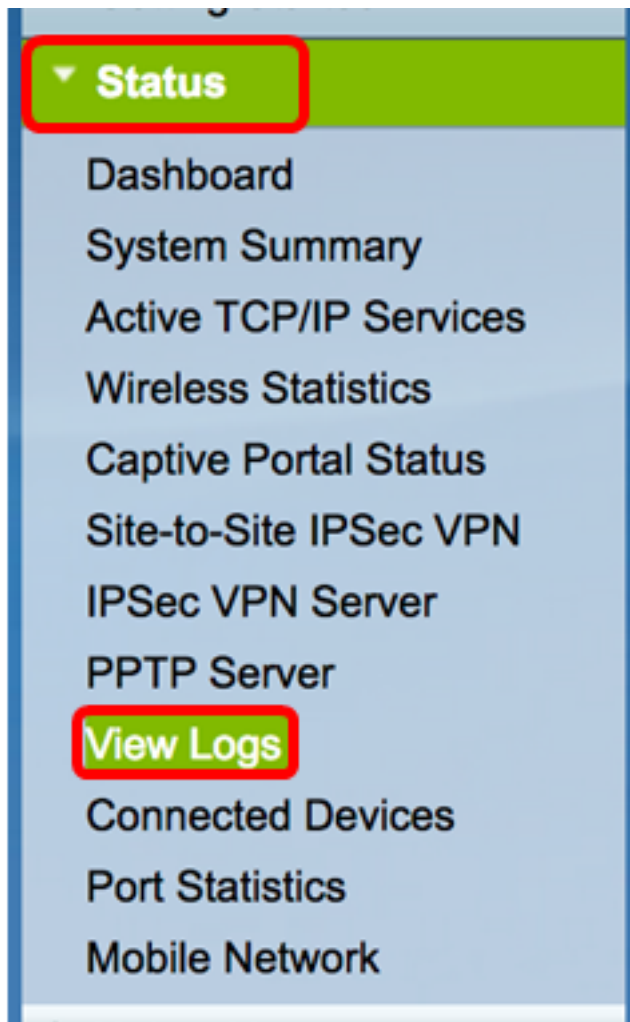 Status
Dashboard
System Summary
Active TCP/IP Services
Wireless Statistics
Captive Portal Status
Site-to-Site IPSec VPN
IPSec VPN Server
PPTP Server
View Logs
Connected Devices
Port Statistics
Mobile Network